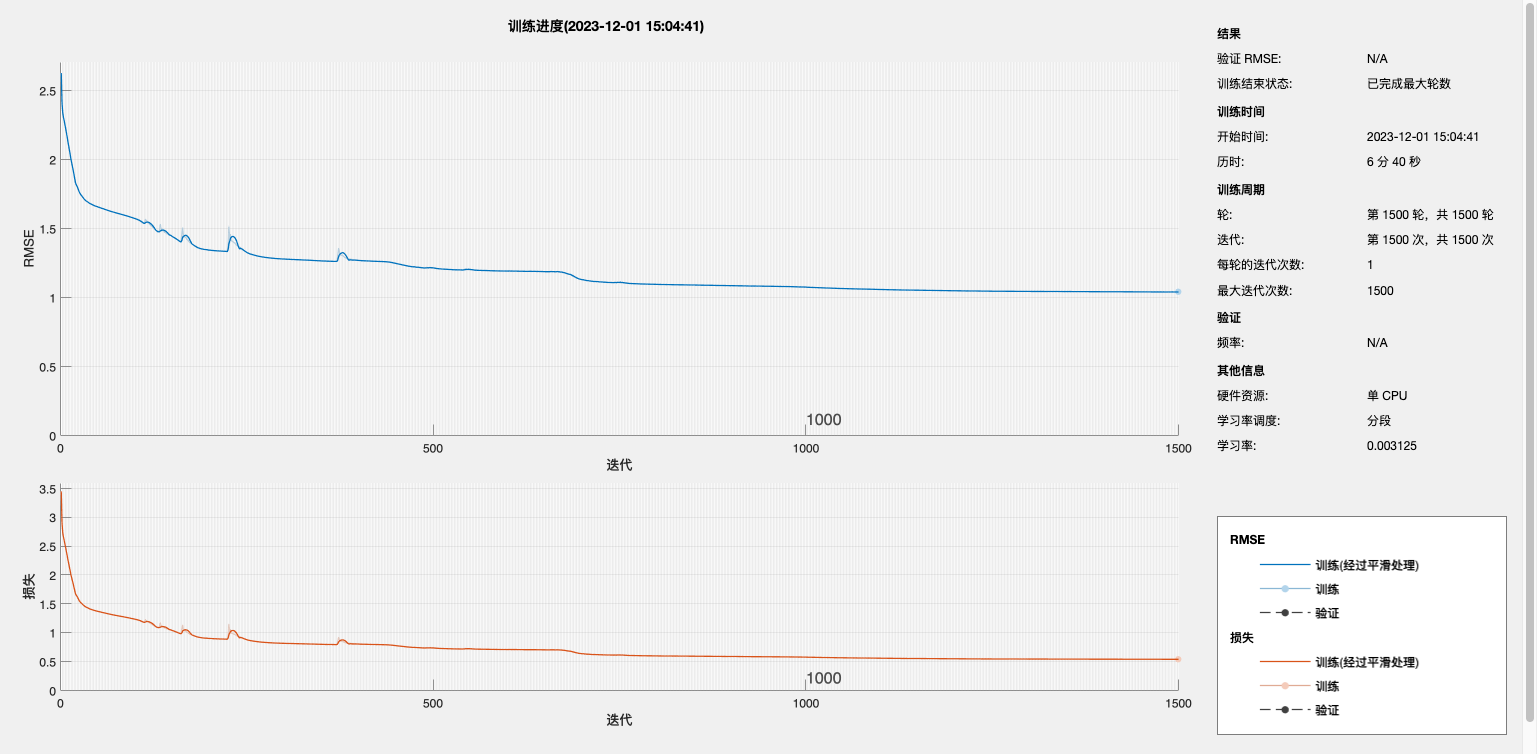 训练进度(2023-12-01 15:04:41)
RMSE
2.5
2
1.5
1
0.5
0
0
500
1000
1500
1000
迭代
损失
3.5
3
2.5
2
1.5
1
0.5
0
0
500
1000
1500
1000
迭代
结果
验证 RMSE: N/A
训练结束状态: 已完成最大轮数
训练时间
开始时间: 2023-12-01 15:04:41
历时: 6 分 40 秒
训练周期
轮: 第 1500 轮，共 1500 轮
迭代: 第 1500 次，共 1500 次
每轮的迭代次数: 1
最大迭代次数: 1500
验证
频率: N/A
其他信息
硬件资源: 单 CPU
学习率调度: 分段
学习率: 0.003125
RMSE
训练(经过平滑处理)
训练
验证
损失
训练(经过平滑处理)
训练
验证